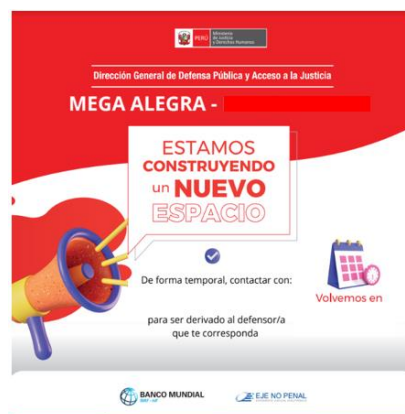 PERÚ
Ministerio
de Justicia
y Derechos Humanos
Dirección General de Defensa Pública y Acceso a la Justicia
MEGA ALEGRA -
ESTAMOS
CONSTRUYENDO
un NUEVO
ESPACIO
De forma temporal, contactar con:
Volvemos en
para ser derivado al defensor/a
que te corresponda
BANCO MUNDIAL
EJE NO PENAL